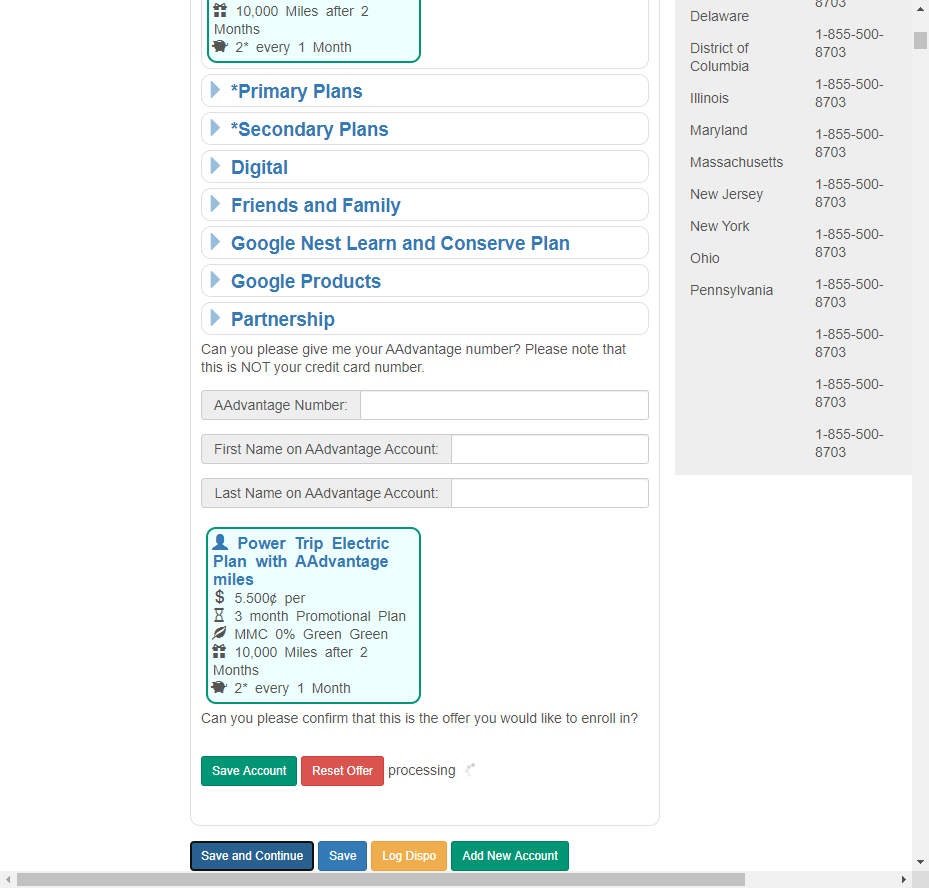 10,000 Miles after 2
Months
2* every 1 Month
*Primary Plans
*Secondary Plans
Digital
Friends and Family
Google Nest Learn and Conserve Plan
Google Products
Partnership
Can you please give me your AAdvantage number? Please note that
this is NOT your credit card number.
AAdvantage Number:
First Name on AAdvantage Account:
Last Name on AAdvantage Account:
Power Trip Electric
Plan with AAdvantage
miles
$ 5.500¢ per
3 month Promotional Plan
MMC 0% Green Green
10,000 Miles after 2
Months
2* every 1 Month
Can you please confirm that this is the offer you would like to enroll in?
Save Account
Reset Offer
processing
Save and Continue
Save
Log Dispo
Add New Account
Delaware
District of
Columbia
Illinois
Maryland
Massachusetts
New Jersey
New York
Ohio
Pennsylvania
8703
1-855-500-
8703
1-855-500-
8703
1-855-500-
8703
1-855-500-
8703
1-855-500-
8703
1-855-500-
8703
1-855-500-
8703
1-855-500-
8703
1-855-500-
8703